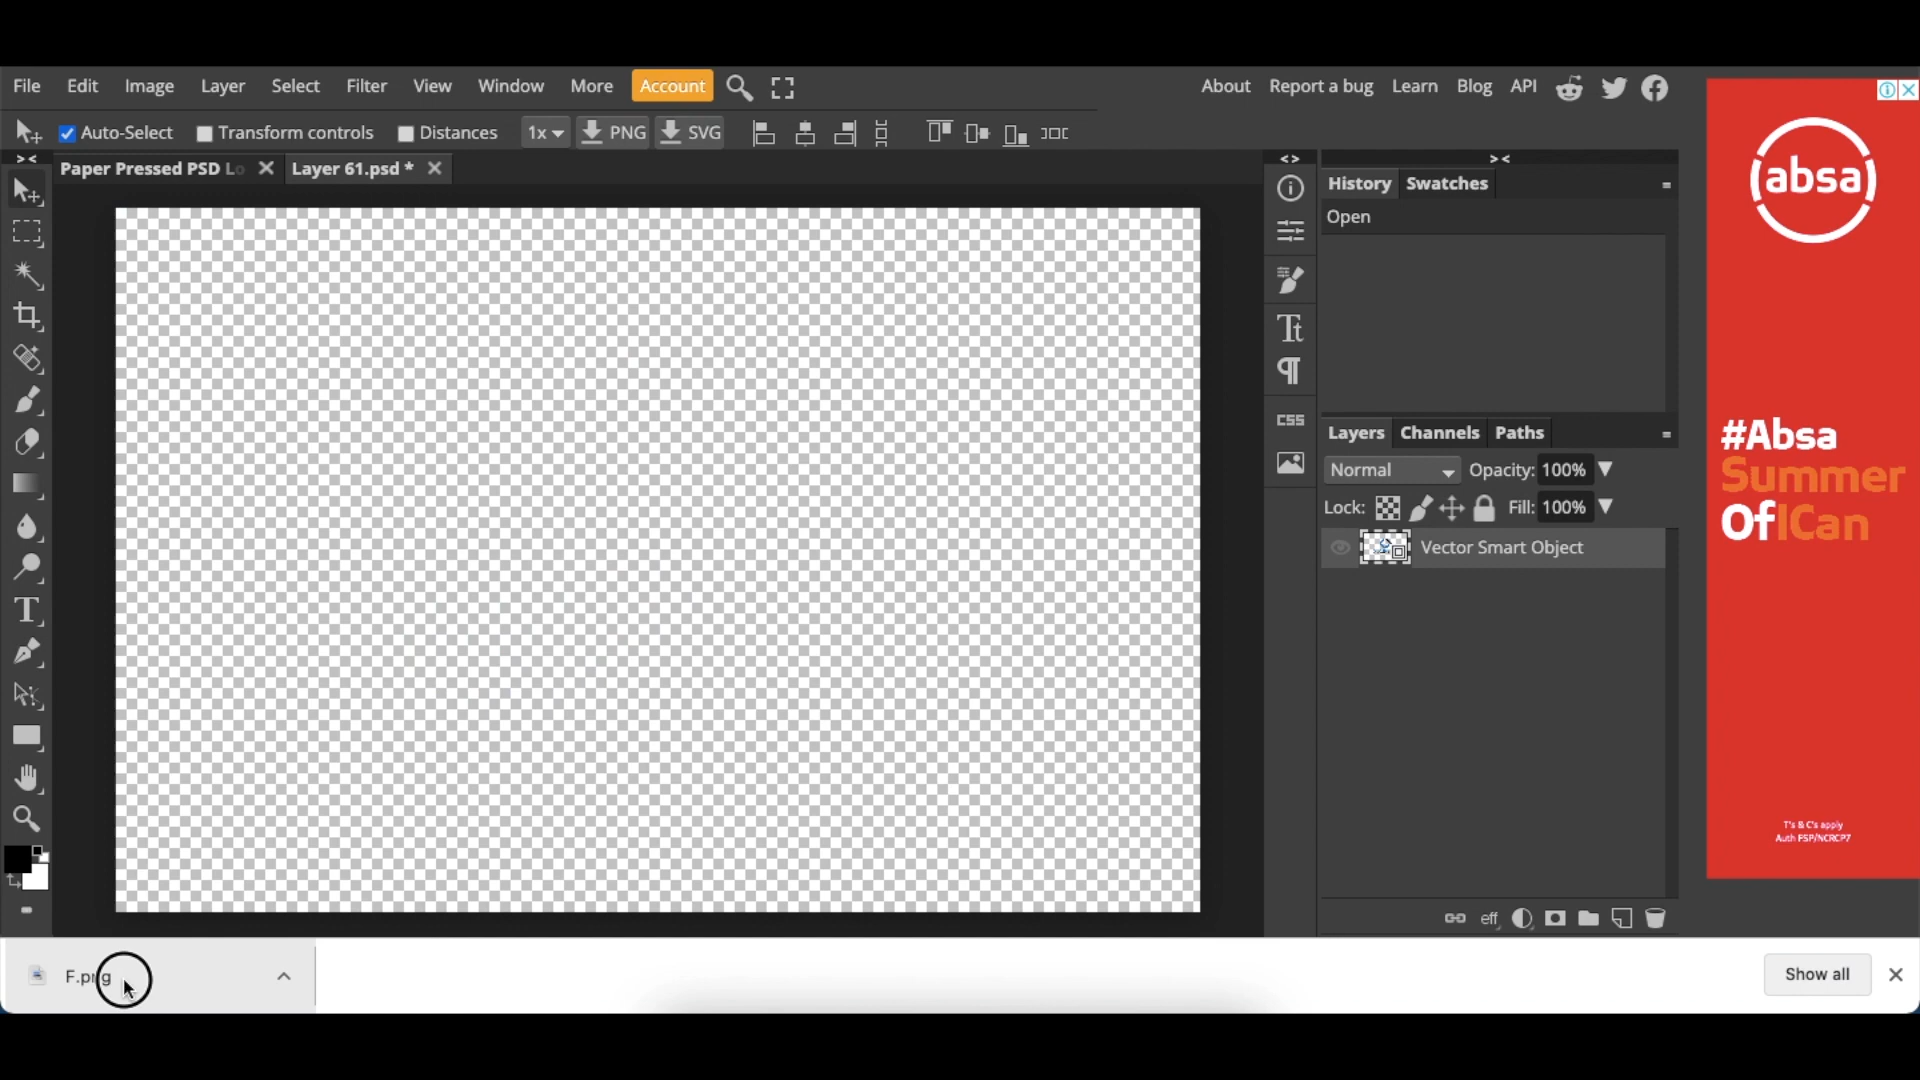 File Edit Image Layer Select Filter View Window More Account About Report a bug Learn Blog API
Auto-Select Transform controls Distances 1x PNG SVG
Paper Pressed PSD Lo Layer 61.psd *
History Swatches
Open
CSS
Layers Channels Paths
Normal Opacity: 100%
Lock: Fill: 100%
Vector Smart Object
eff
F.png
Show all
absa
#Absa
Summer
OfICan
T's & C's apply
Auth FSP/NCRCP7